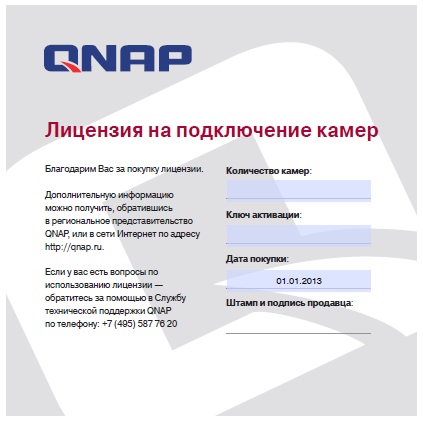 QNAP
Лицензия на подключение камер
Благодарим Вас за покупку лицензии.
Дополнительную информацию
можно получить, обратившись
в региональное представительство
QNAP, или в сети Интернет по адресу
http://qnap.ru.
Если у вас есть вопросы по
использованию лицензии —
обратитесь за помощью в Службу
технической поддержки QNAP
по телефону: +7 (495) 587 76 20
Количество камер:
Ключ активации:
Дата покупки:
01.01.2013
Штамп и подпись продавца: